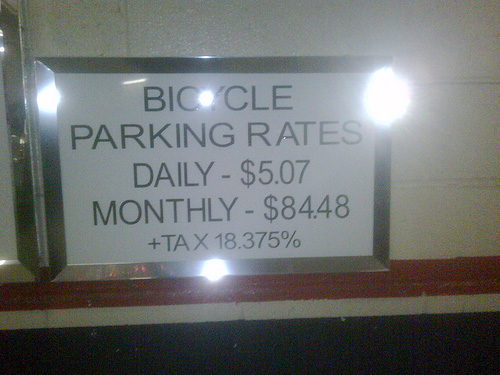 BICYCLE
PARKING RATES
DAILY - $5.07
MONTHLY - $84.48
+TAX 18.375%